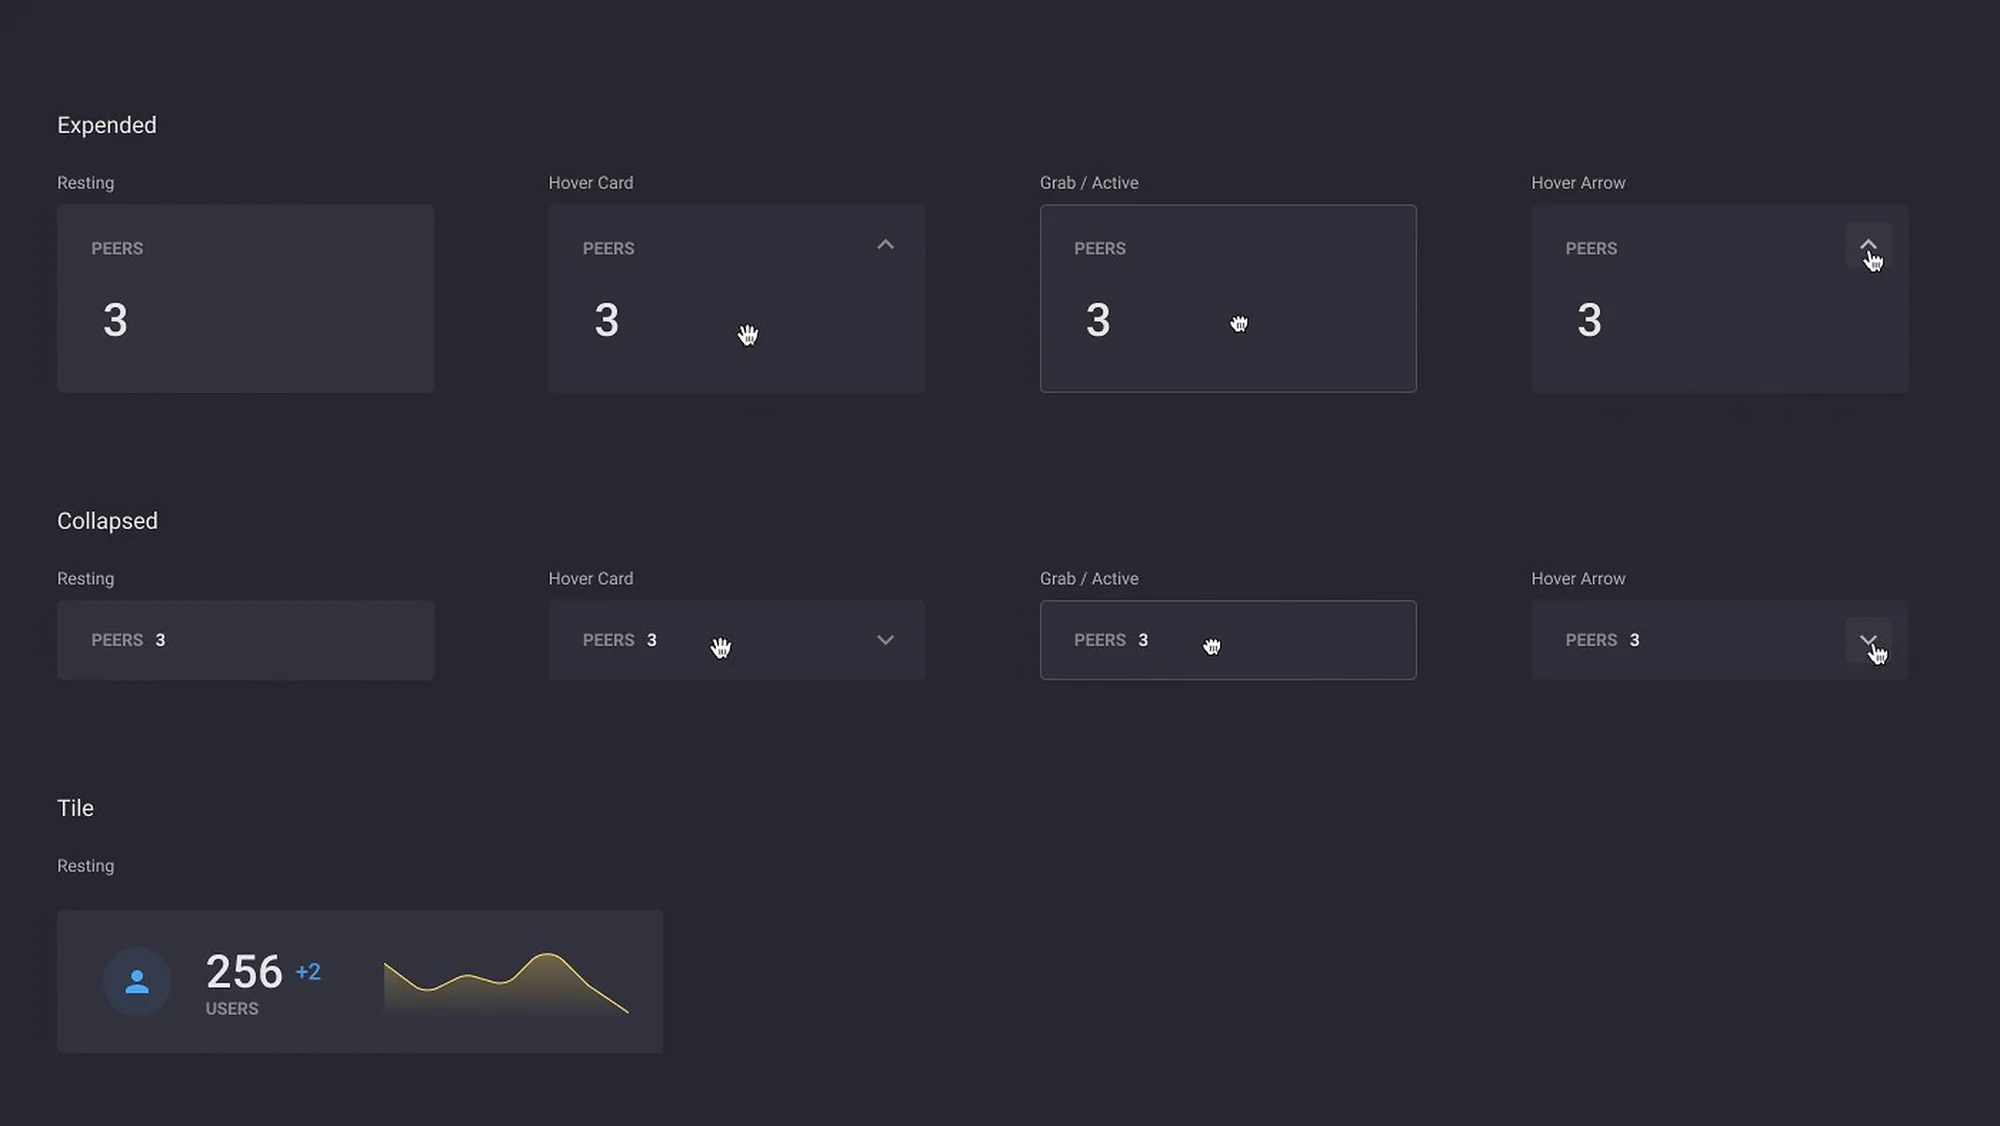 Expended
Resting
Hover Card
Grab / Active
Hover Arrow
PEERS
PEERS
PEERS
PEERS
3
3
3
3
Collapsed
Resting
Hover Card
Grab / Active
Hover Arrow
PEERS 3
PEERS 3
PEERS 3
PEERS 3
Tile
Resting
256 +2
USERS